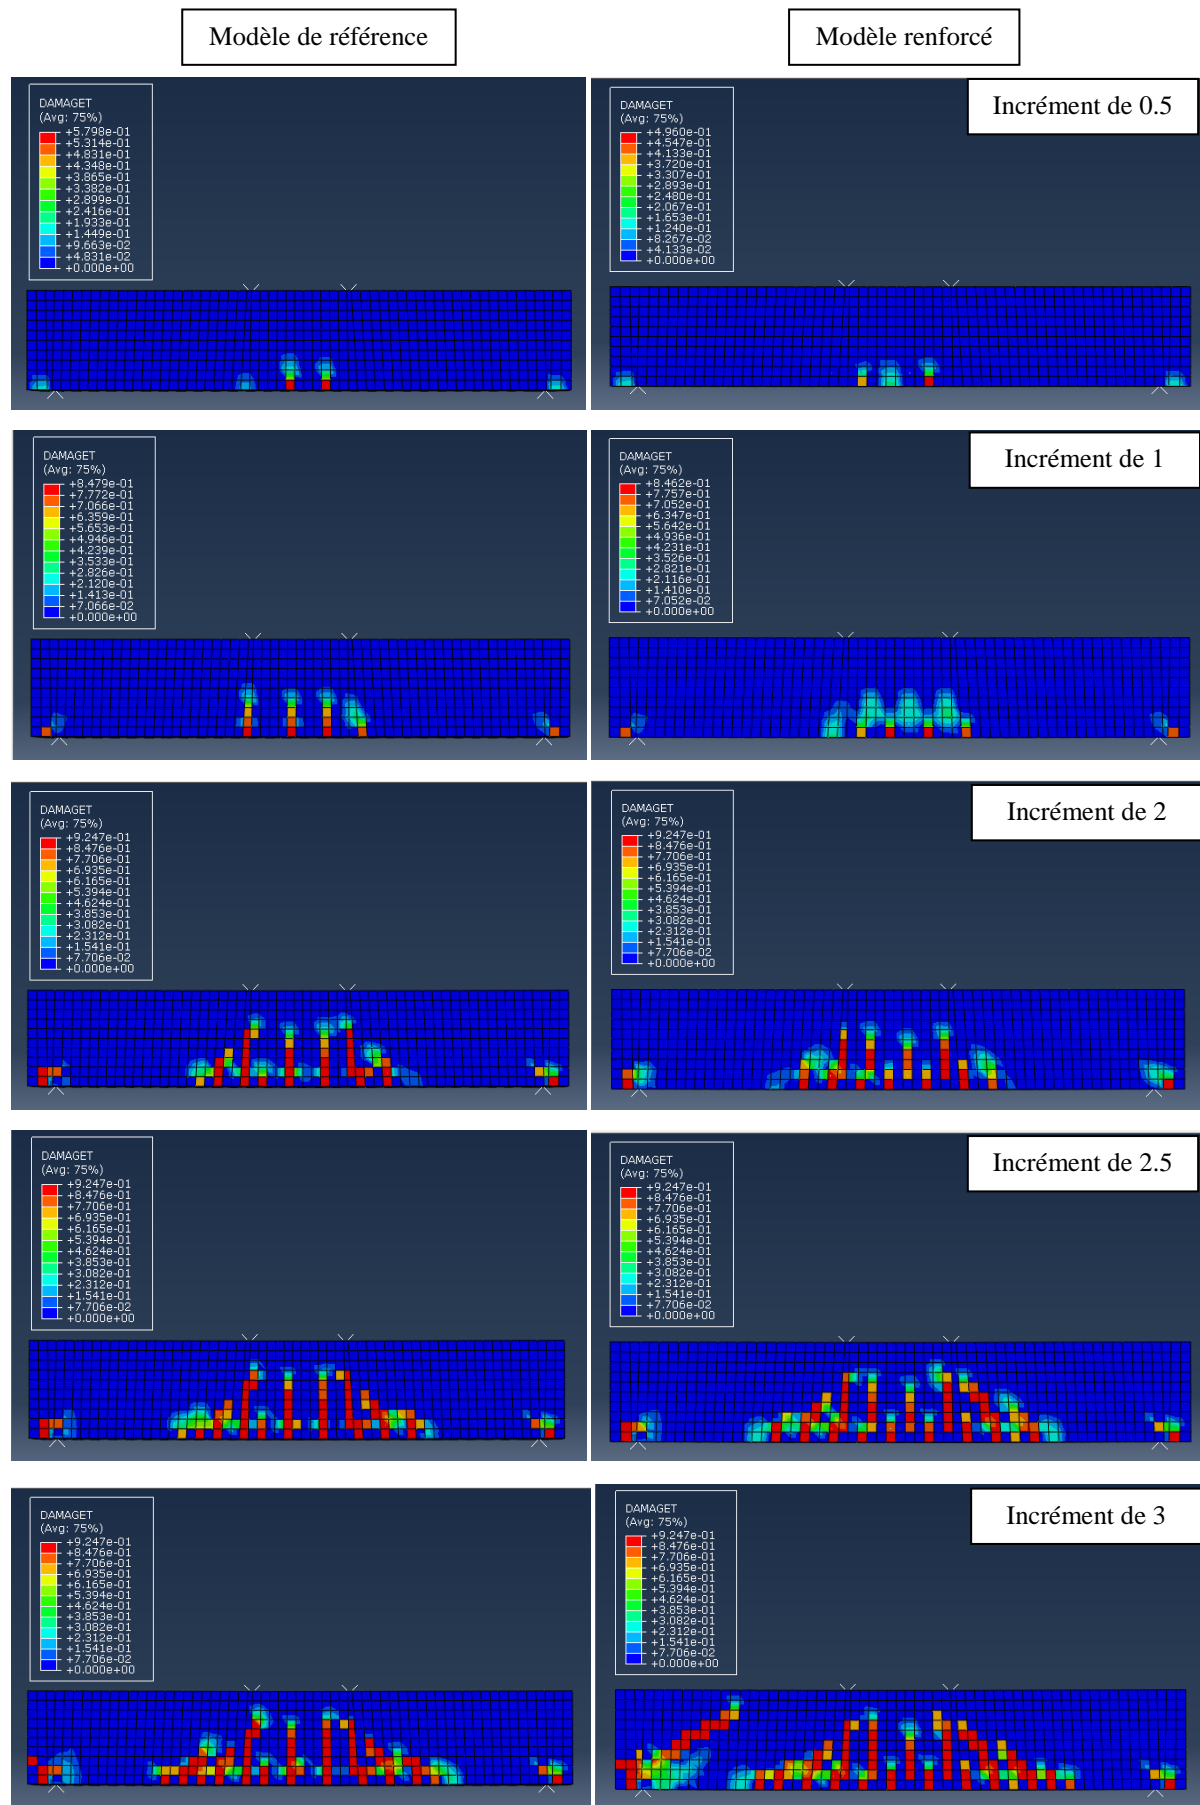 Modèle de référence
Modèle renforcé
Incrément de 0.5
DAMAGET
(Avg: 75%)
+5.798e-01
+5.314e-01
+4.831e-01
+4.348e-01
+3.865e-01
+3.382e-01
+2.899e-01
+2.416e-01
+1.933e-01
+1.449e-01
+9.663e-02
+4.831e-02
+0.000e+00
DAMAGET
(Avg: 75%)
+4.960e-01
+4.547e-01
+4.133e-01
+3.720e-01
+3.307e-01
+2.893e-01
+2.480e-01
+2.067e-01
+1.653e-01
+1.240e-01
+8.267e-02
+4.133e-02
+0.000e+00
Incrément de 1
DAMAGET
(Avg: 75%)
+8.479e-01
+7.772e-01
+7.066e-01
+6.359e-01
+5.653e-01
+4.946e-01
+4.239e-01
+3.533e-01
+2.826e-01
+2.120e-01
+1.413e-01
+7.066e-02
+0.000e+00
DAMAGET
(Avg: 75%)
+8.462e-01
+7.757e-01
+7.052e-01
+6.347e-01
+5.642e-01
+4.936e-01
+4.231e-01
+3.526e-01
+2.821e-01
+2.116e-01
+1.410e-01
+7.052e-02
+0.000e+00
Incrément de 2
DAMAGET
(Avg: 75%)
+9.247e-01
+8.476e-01
+7.706e-01
+6.935e-01
+6.165e-01
+5.394e-01
+4.624e-01
+3.853e-01
+3.082e-01
+2.312e-01
+1.541e-01
+7.706e-02
+0.000e+00
DAMAGET
(Avg: 75%)
+9.247e-01
+8.476e-01
+7.706e-01
+6.935e-01
+6.165e-01
+5.394e-01
+4.624e-01
+3.853e-01
+3.082e-01
+2.312e-01
+1.541e-01
+7.706e-02
+0.000e+00
Incrément de 2.5
DAMAGET
(Avg: 75%)
+9.247e-01
+8.476e-01
+7.706e-01
+6.935e-01
+6.165e-01
+5.394e-01
+4.624e-01
+3.853e-01
+3.082e-01
+2.312e-01
+1.541e-01
+7.706e-02
+0.000e+00
DAMAGET
(Avg: 75%)
+9.247e-01
+8.476e-01
+7.706e-01
+6.935e-01
+6.165e-01
+5.394e-01
+4.624e-01
+3.853e-01
+3.082e-01
+2.312e-01
+1.541e-01
+7.706e-02
+0.000e+00
Incrément de 3
DAMAGET
(Avg: 75%)
+9.247e-01
+8.476e-01
+7.706e-01
+6.935e-01
+6.165e-01
+5.394e-01
+4.624e-01
+3.853e-01
+3.082e-01
+2.312e-01
+1.541e-01
+7.706e-02
+0.000e+00
DAMAGET
(Avg: 75%)
+9.247e-01
+8.476e-01
+7.706e-01
+6.935e-01
+6.165e-01
+5.394e-01
+4.624e-01
+3.853e-01
+3.082e-01
+2.312e-01
+1.541e-01
+7.706e-02
+0.000e+00